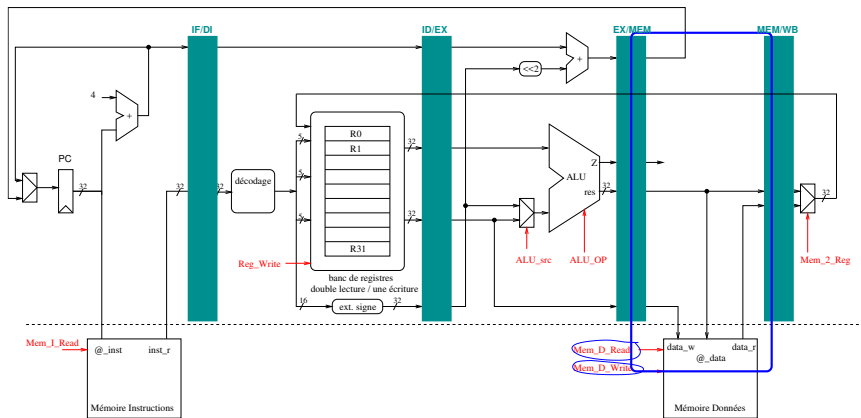 IF/DI
ID/EX
EX/MEM
MEM/WB
<<2
+
4
+
PC
32
32
32
32
décodage
5
5
5
R0
R1
R31
32
32
Z
ALU
res
32
32
32
Reg_Write
ALU_src
ALU_OP
Mem_2_Reg
banc de registres
double lecture / une écriture
16
ext. signe
32
Mem_I_Read
@_inst
inst_r
Mémoire Instructions
Mem_D_Read
Mem_D_Write
data_w
data_r
@_data
Mémoire Données